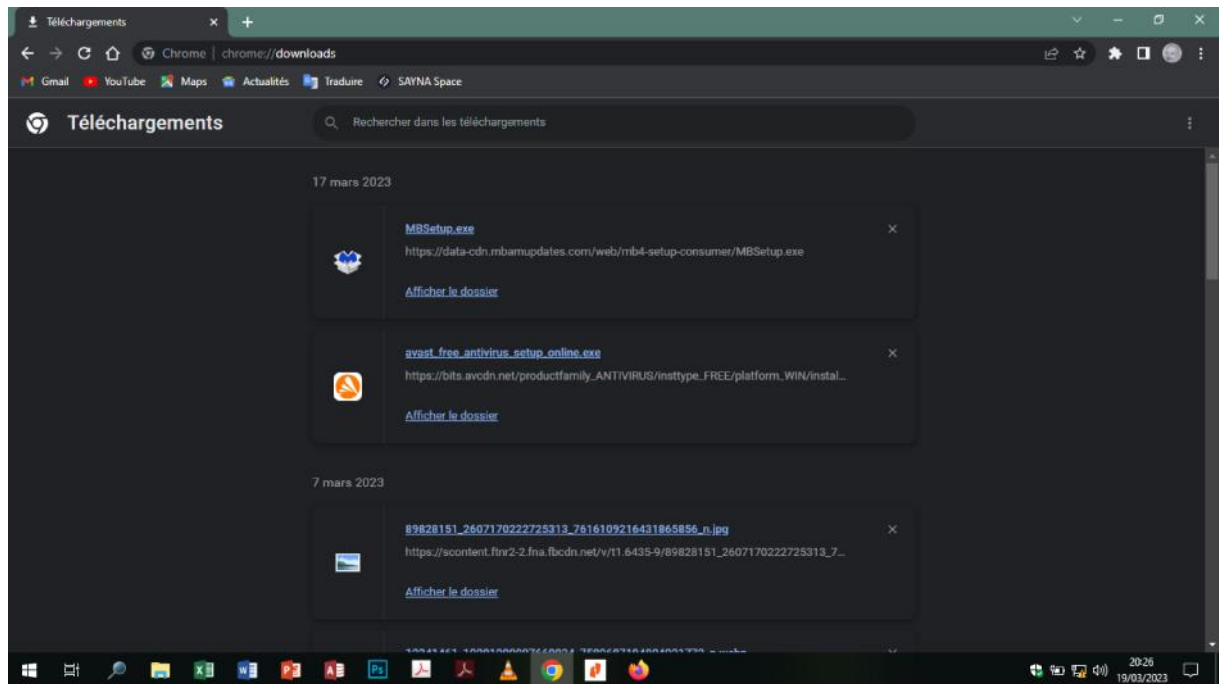 Téléchargements
Chrome | chrome://downloads
Gmail YouTube Maps Actualités Traduire SAYNA Space
Téléchargements
Rechercher dans les téléchargements
17 mars 2023
MBSetup.exe
https://data-cdn.mbamupdates.com/web/mb4-setup-consumer/MBSetup.exe
Afficher le dossier
avast_free_antivirus_setup_online.exe
https://bits.avcdn.net/productfamily_ANTIVIRUS/insttype_FREE/platform_WIN/instal...
Afficher le dossier
7 mars 2023
89828151_2607170222725313_7616109216431865856_n.jpg
https://scontent.ftnr2-2.fna.fbcdn.net/v/t1.6435-9/89828151_2607170222725313_7...
Afficher le dossier
20:26
19/03/2023